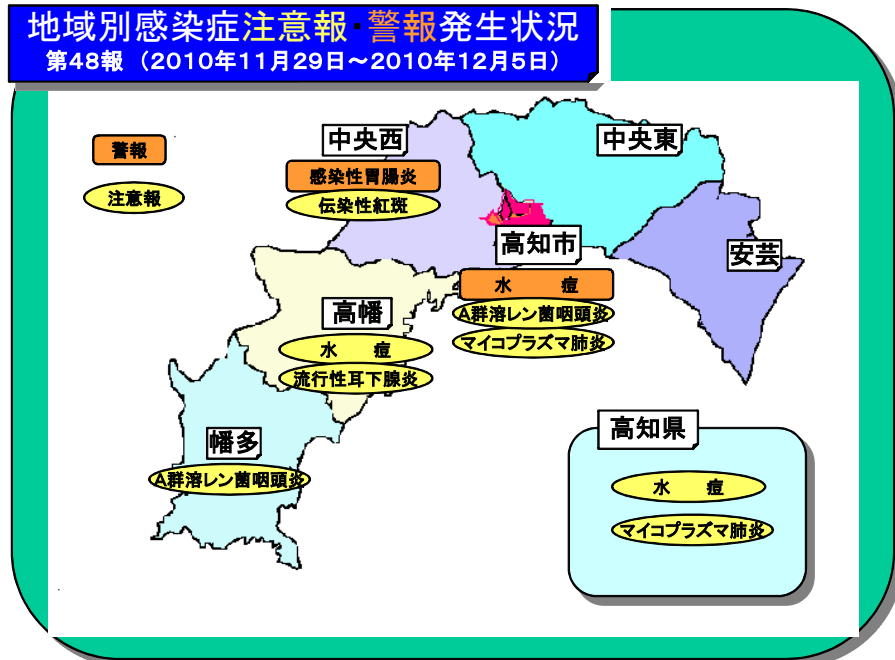 地域別感染症注意報・警報発生状況
第48報 （2010年11月29日～2010年12月5日）
警報
注意報
中央西
感染性胃腸炎
伝染性紅斑
中央東
高知市
水　痘
A群溶レン菌咽頭炎
マイコプラズマ肺炎
安芸
高幡
水　痘
流行性耳下腺炎
幡多
A群溶レン菌咽頭炎
高知県
水　痘
マイコプラズマ肺炎